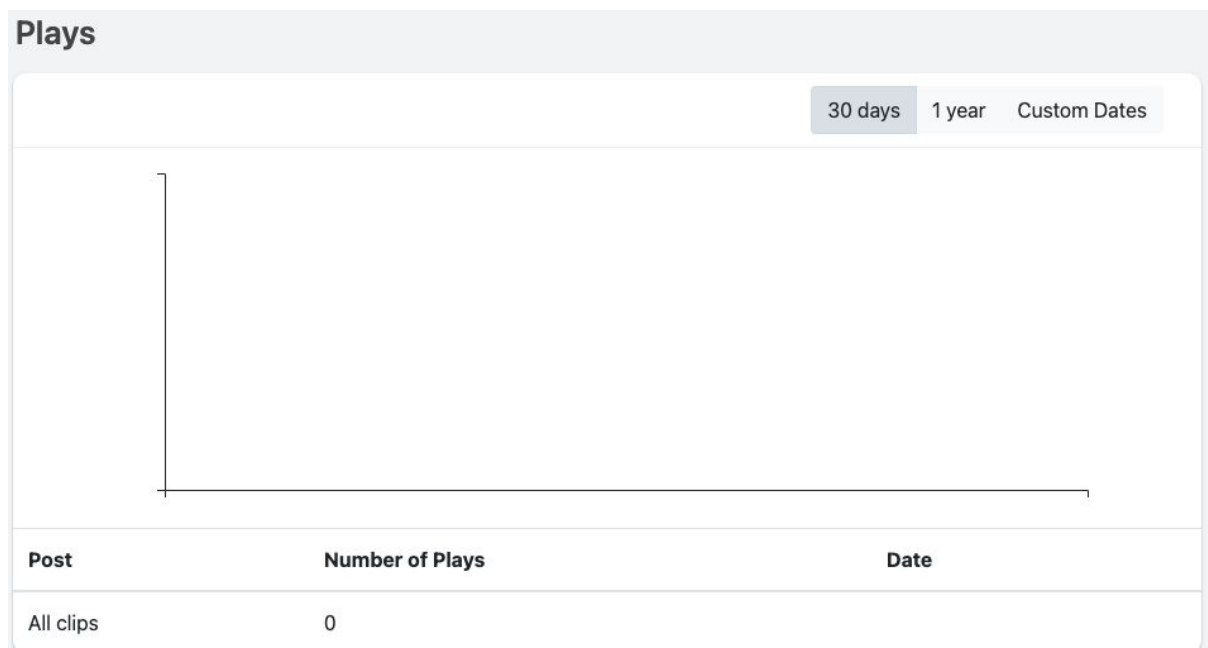 Plays
30 days 1 year Custom Dates
Post Number of Plays Date
All clips 0